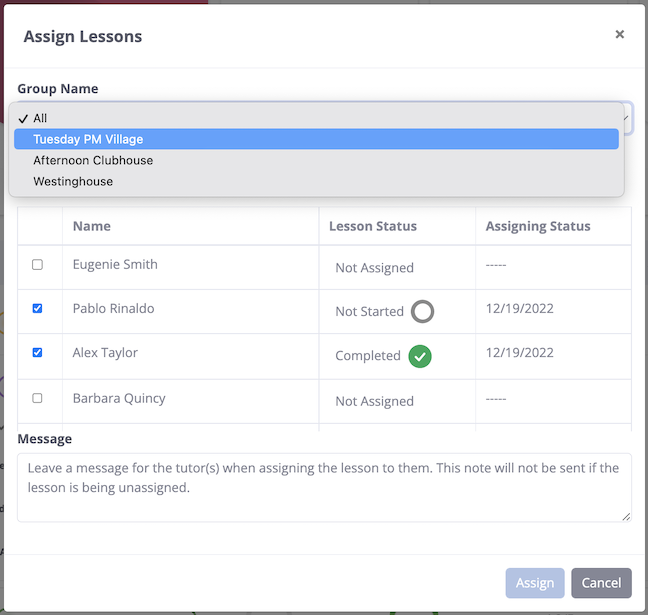 Assign Lessons ×
Group Name
✓ All
Tuesday PM Village
Afternoon Clubhouse
Westinghouse
Name Lesson Status Assigning Status
Eugenie Smith Not Assigned -----
Pablo Rinaldo Not Started 12/19/2022
Alex Taylor Completed 12/19/2022
Barbara Quincy Not Assigned -----
Message
Leave a message for the tutor(s) when assigning the lesson to them. This note will not be sent if the
lesson is being unassigned.
Assign Cancel